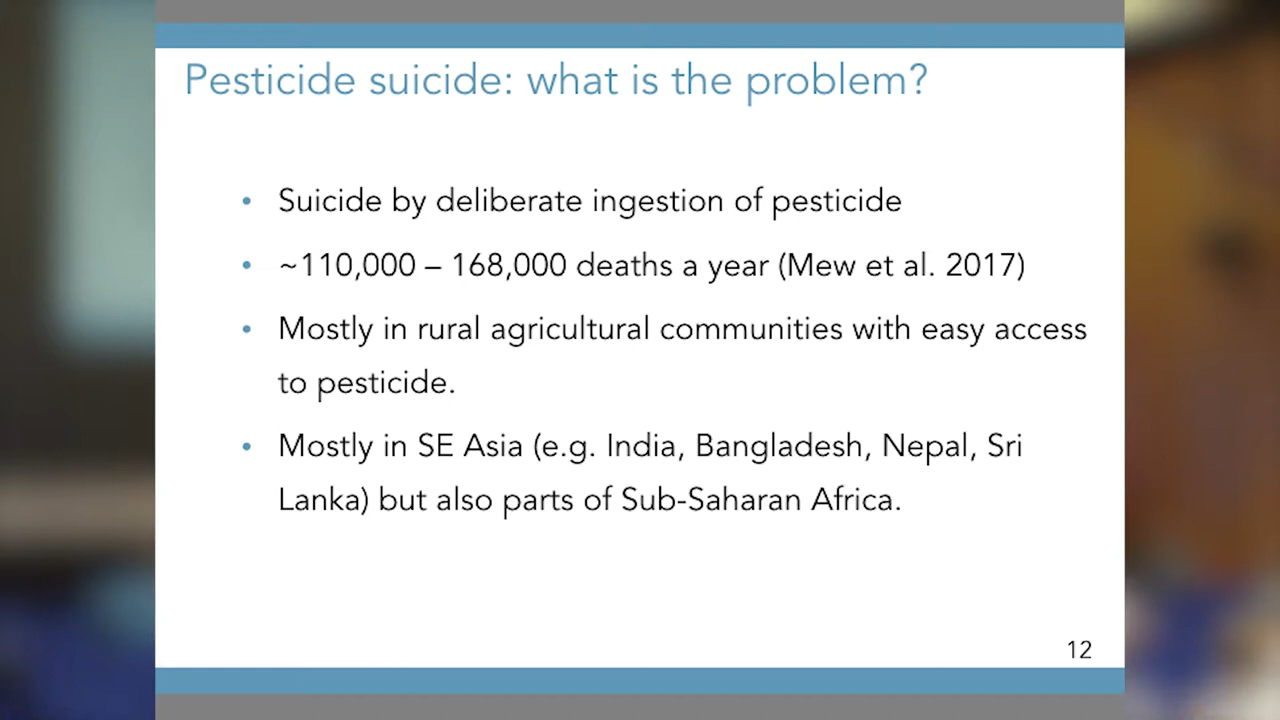 Pesticide suicide: what is the problem?
• Suicide by deliberate ingestion of pesticide
• ~110,000 – 168,000 deaths a year (Mew et al. 2017)
• Mostly in rural agricultural communities with easy access
to pesticide.
• Mostly in SE Asia (e.g. India, Bangladesh, Nepal, Sri
Lanka) but also parts of Sub-Saharan Africa.
12